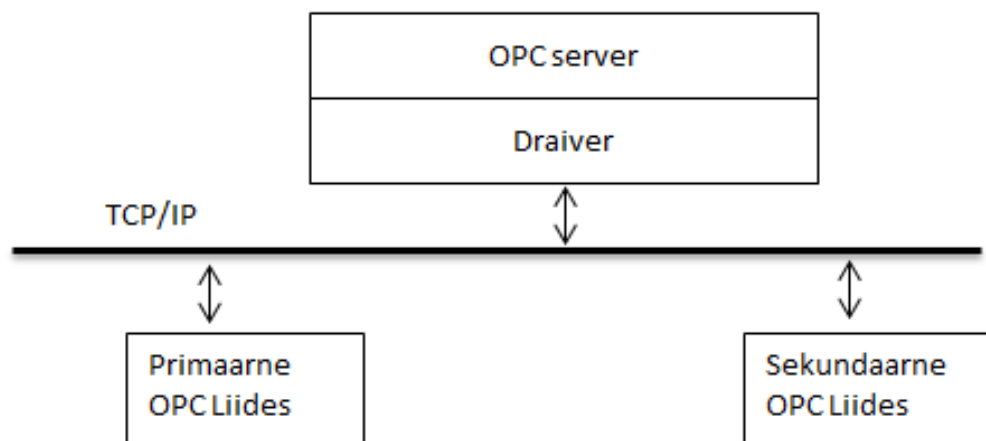 OPC server
Draiver
TCP/IP
Primaarne
OPC Liides
Sekundaarne
OPC Liides